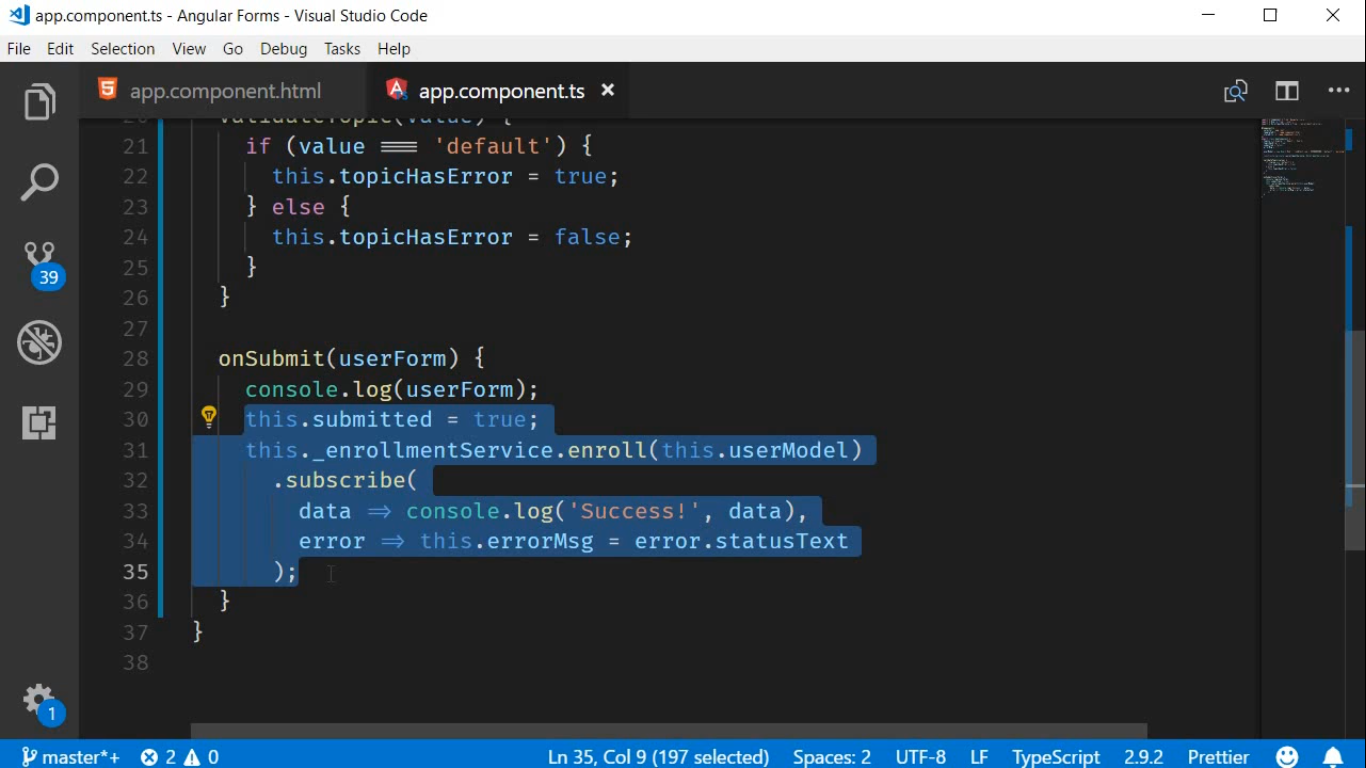 app.component.ts - Angular Forms - Visual Studio Code
File Edit Selection View Go Debug Tasks Help
app.component.html app.component.ts
20 validateTopic(value) {
21 if (value === 'default') {
22 this.topicHasError = true;
23 } else {
24 this.topicHasError = false;
25 }
26 }
27
28 onSubmit(userForm) {
29 console.log(userForm);
30 this.submitted = true;
31 this._enrollmentService.enroll(this.userModel)
32 .subscribe(
33 data => console.log('Success!', data),
34 error => this.errorMsg = error.statusText
35 );
36 }
37 }
38
39
1
master*+ 2 0 Ln 35, Col 9 (197 selected) Spaces: 2 UTF-8 LF TypeScript 2.9.2 Prettier